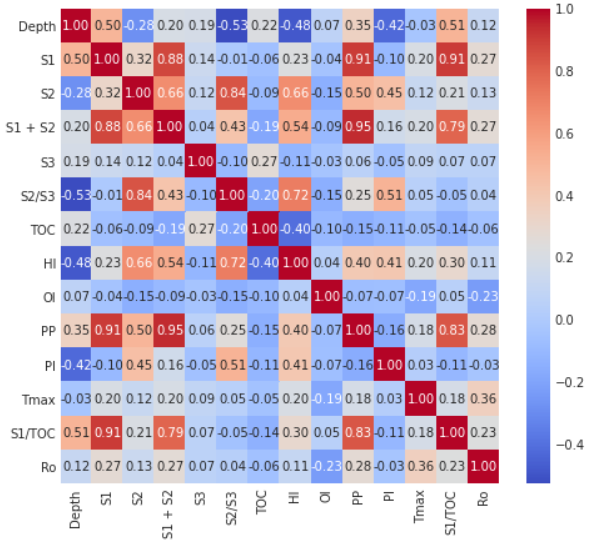 Depth 1.00 0.50 -0.28 0.20 0.19 -0.53 0.22 -0.48 0.07 0.35 -0.42 -0.03 0.51 0.12
S1 0.50 1.00 0.32 0.88 0.14 -0.01 -0.06 0.23 -0.04 0.91 -0.10 0.20 0.91 0.27
S2 -0.28 0.32 1.00 0.66 0.12 0.84 -0.09 0.66 -0.15 0.50 0.45 0.12 0.21 0.13
S1 + S2 0.20 0.88 0.66 1.00 0.04 0.43 -0.19 0.54 -0.09 0.95 0.16 0.20 0.79 0.27
S3 0.19 0.14 0.12 0.04 1.00 -0.10 0.27 -0.11 -0.03 0.06 -0.05 0.09 0.07 0.07
S2/S3 -0.53 -0.01 0.84 0.43 -0.10 1.00 -0.20 0.72 -0.15 0.25 0.51 0.05 -0.05 0.04
TOC 0.22 -0.06 -0.09 -0.19 0.27 -0.20 1.00 -0.40 -0.10 -0.15 -0.11 -0.05 -0.14 -0.06
HI -0.48 0.23 0.66 0.54 -0.11 0.72 -0.40 1.00 0.04 0.40 0.41 0.20 0.30 0.11
OI 0.07 -0.04 -0.15 -0.09 -0.03 -0.15 -0.10 0.04 1.00 -0.07 -0.07 -0.19 0.05 -0.23
PP 0.35 0.91 0.50 0.95 0.06 0.25 -0.15 0.40 -0.07 1.00 -0.16 0.18 0.83 0.28
PI -0.42 -0.10 0.45 0.16 -0.05 0.51 -0.11 0.41 -0.07 -0.16 1.00 0.03 -0.11 -0.03
Tmax -0.03 0.20 0.12 0.20 0.09 0.05 -0.05 0.20 -0.19 0.18 0.03 1.00 0.18 0.36
S1/TOC 0.51 0.91 0.21 0.79 0.07 -0.05 -0.14 0.30 0.05 0.83 -0.11 0.18 1.00 0.23
Ro 0.12 0.27 0.13 0.27 0.07 0.04 -0.06 0.11 -0.23 0.28 -0.03 0.36 0.23 1.00
Depth S1 S2 S1 + S2 S3 S2/S3 TOC HI OI PP PI Tmax S1/TOC Ro
1.0
0.8
0.6
0.4
0.2
0.0
−0.2
−0.4